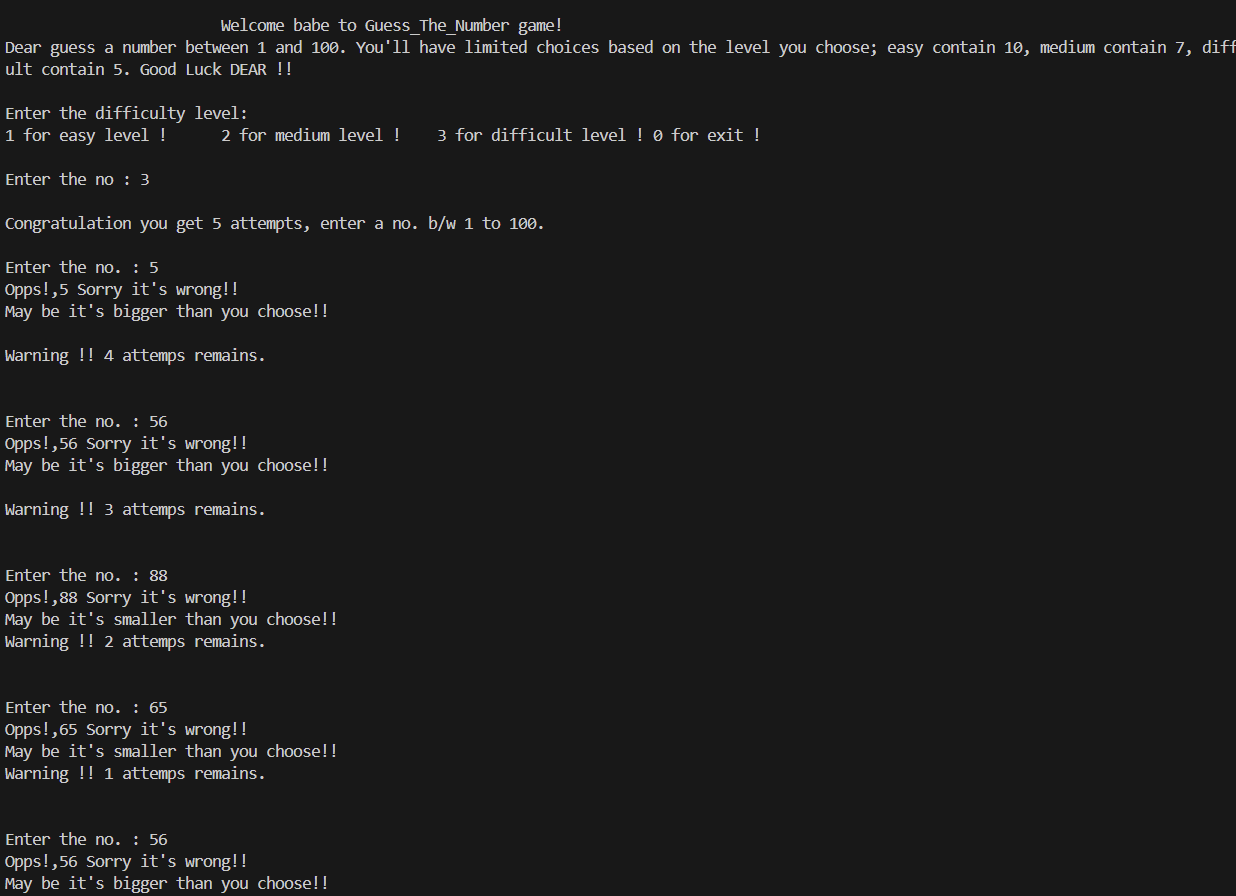 Welcome babe to Guess_The_Number game!
Dear guess a number between 1 and 100. You'll have limited choices based on the level you choose; easy contain 10, medium contain 7, diff
ult contain 5. Good Luck DEAR !!
Enter the difficulty level:
1 for easy level !      2 for medium level !    3 for difficult level ! 0 for exit !
Enter the no : 3
Congratulation you get 5 attempts, enter a no. b/w 1 to 100.
Enter the no. : 5
Opps!,5 Sorry it's wrong!!
May be it's bigger than you choose!!
Warning !! 4 attemps remains.
Enter the no. : 56
Opps!,56 Sorry it's wrong!!
May be it's bigger than you choose!!
Warning !! 3 attemps remains.
Enter the no. : 88
Opps!,88 Sorry it's wrong!!
May be it's smaller than you choose!!
Warning !! 2 attemps remains.
Enter the no. : 65
Opps!,65 Sorry it's wrong!!
May be it's smaller than you choose!!
Warning !! 1 attemps remains.
Enter the no. : 56
Opps!,56 Sorry it's wrong!!
May be it's bigger than you choose!!